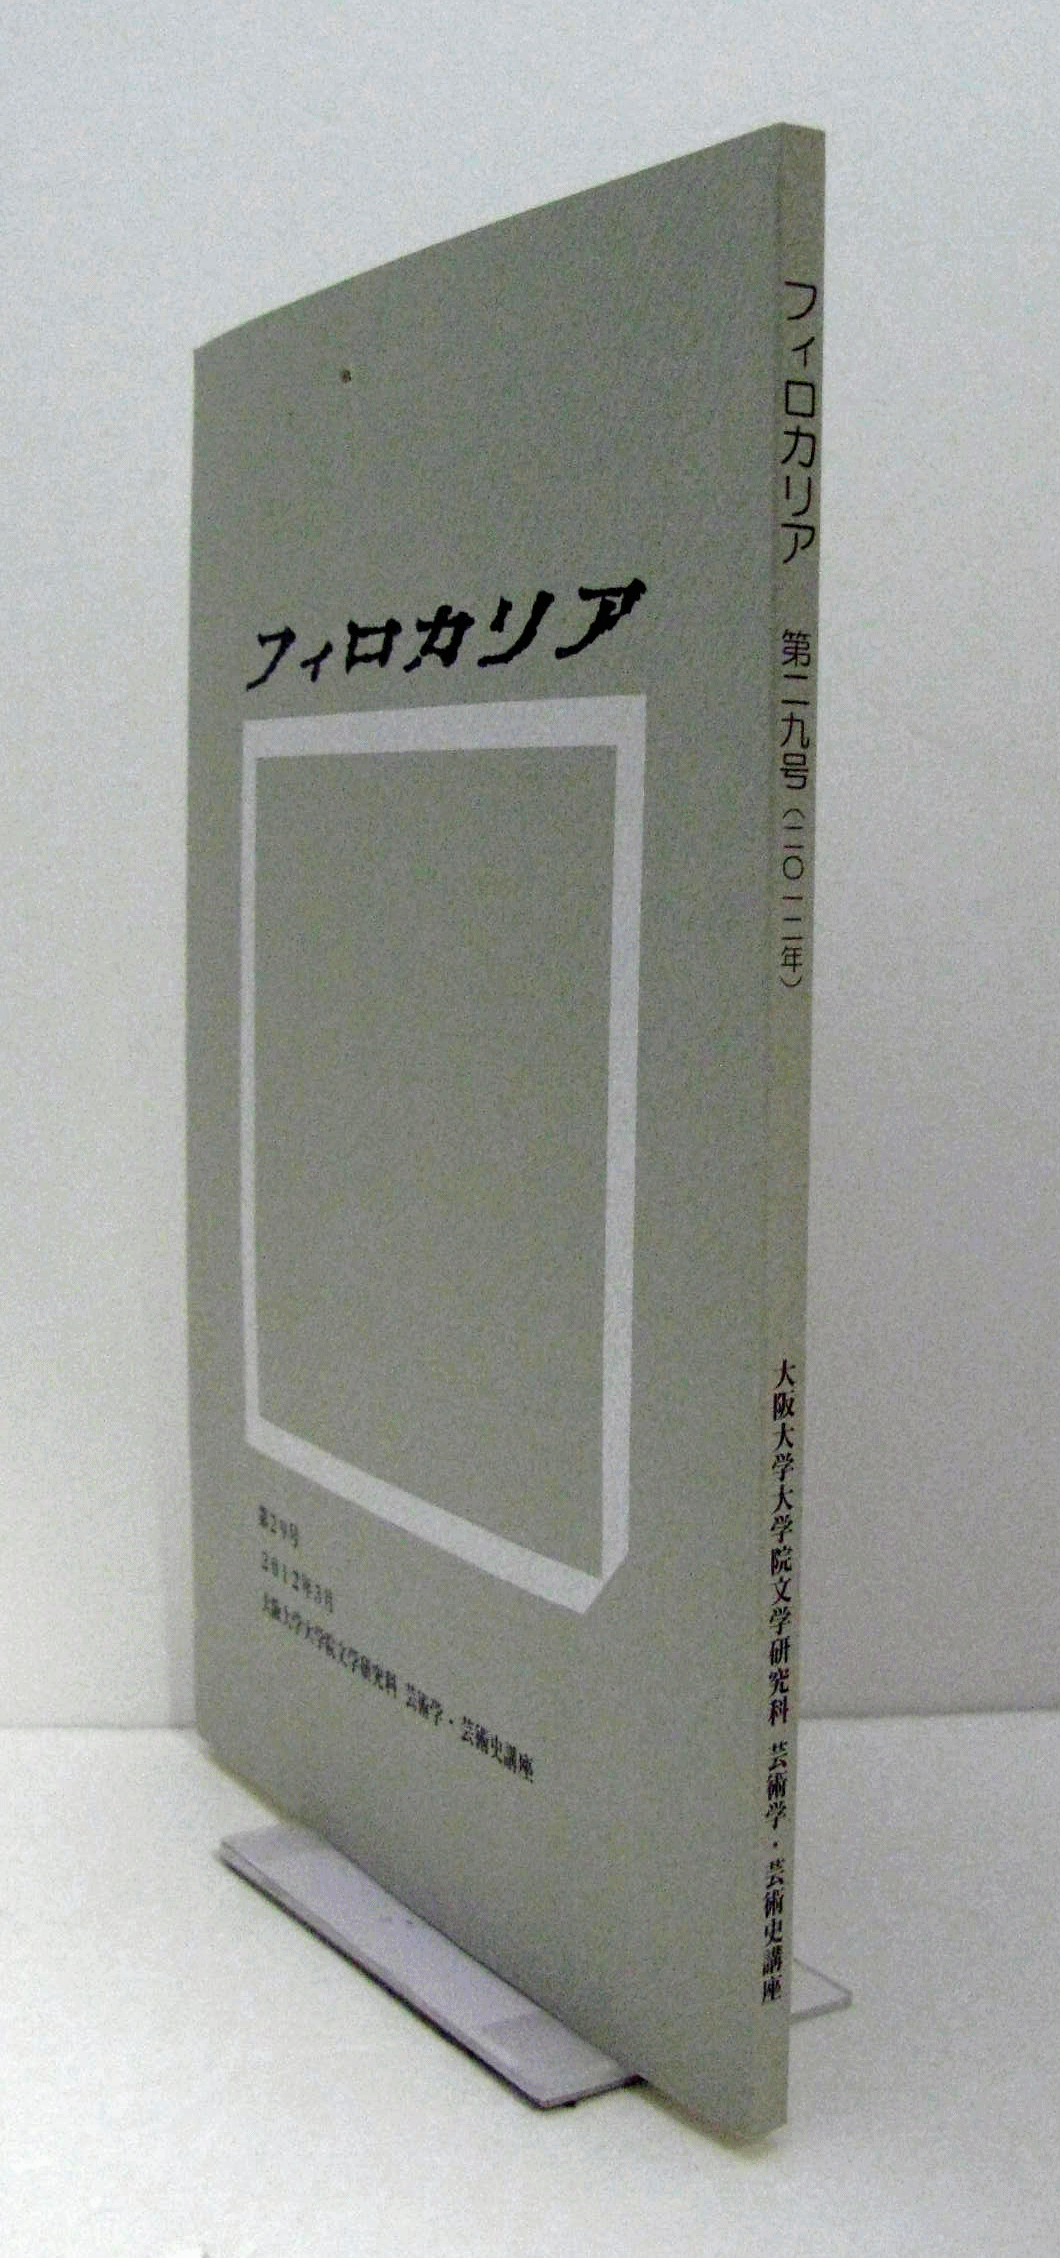 フィロカリア
第29号
2012年3月
大阪大学大学院文学研究科 芸術学・芸術史講座
フィロカリア 第二九号（二〇一二年） 大阪大学大学院文学研究科 芸術学・芸術史講座